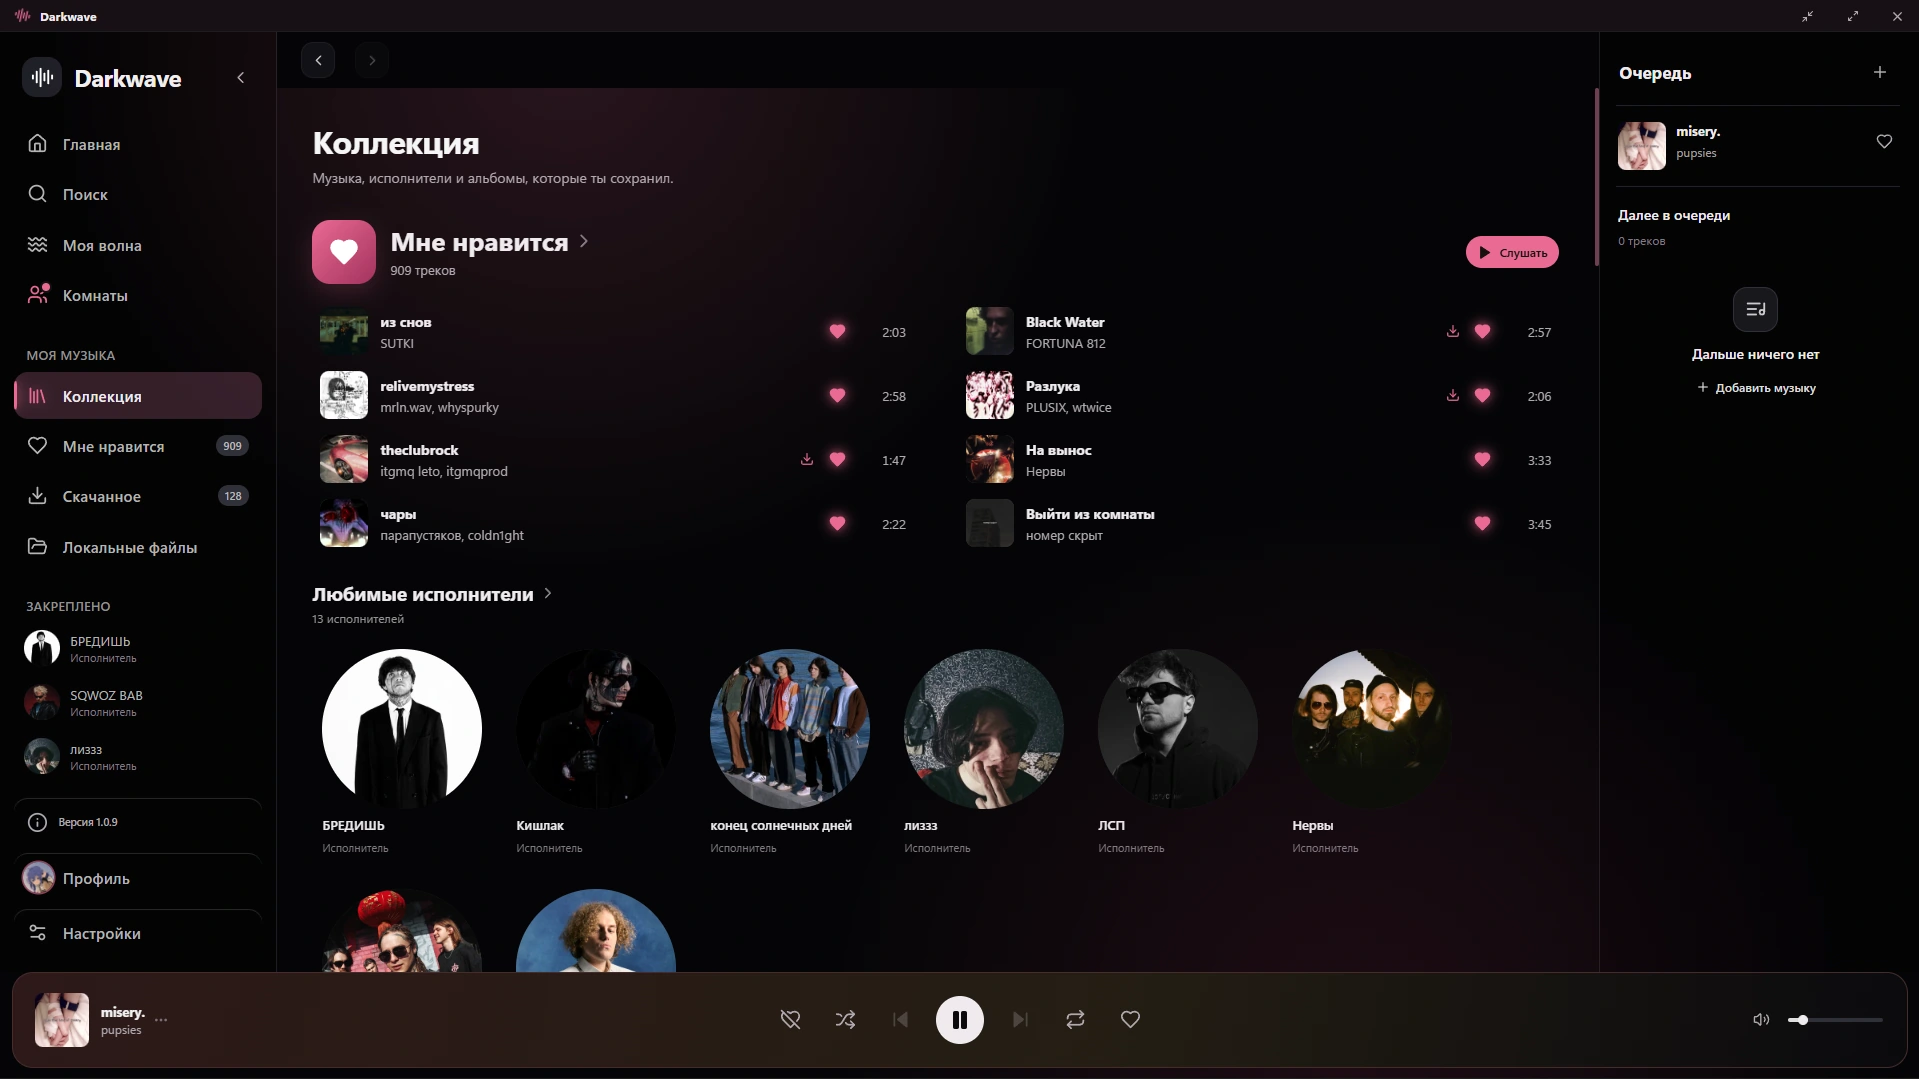 Darkwave
Darkwave
Главная
Поиск
Моя волна
Комнаты
МОЯ МУЗЫКА
Коллекция
Мне нравится 909
Скачанное 128
Локальные файлы
ЗАКРЕПЛЕНО
БРЕДИШЬ
Исполнитель
SQWOZ BAB
Исполнитель
лиззз
Исполнитель
Версия 1.0.9
Профиль
Настройки
Коллекция
Музыка, исполнители и альбомы, которые ты сохранил.
Мне нравится
909 треков
Слушать
из снов
SUTKI
2:03
Black Water
FORTUNA 812
2:57
relivemystress
mrln.wav, whyspurky
2:58
Разлука
PLUSIX, wtwice
2:06
theclubrock
itgmq leto, itgmqprod
1:47
На вынос
Нервы
3:33
чары
парапустяков, coldn1ght
2:22
Выйти из комнаты
номер скрыт
3:45
Любимые исполнители
13 исполнителей
БРЕДИШЬ
Исполнитель
Кишлак
Исполнитель
конец солнечных дней
Исполнитель
лиззз
Исполнитель
ЛСП
Исполнитель
Нервы
Исполнитель
Очередь
misery.
pupsies
Далее в очереди
0 треков
Дальше ничего нет
Добавить музыку
misery.
pupsies